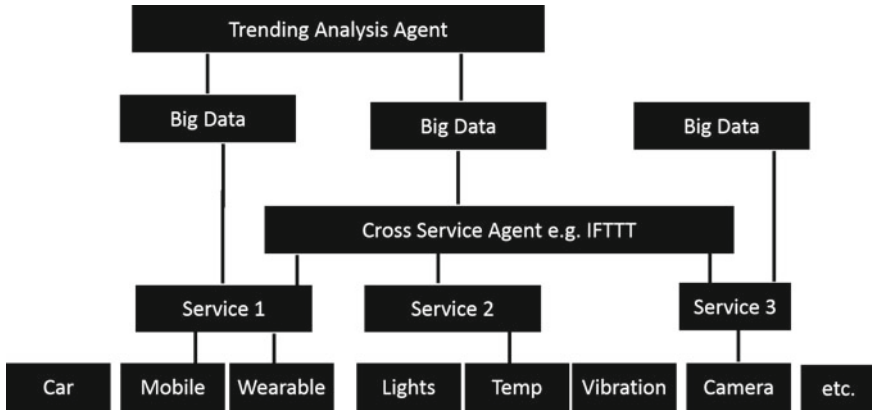 Trending Analysis Agent
Big Data
Big Data
Big Data
Cross Service Agent e.g. IFTTT
Service 1
Service 2
Service 3
Car
Mobile
Wearable
Lights
Temp
Vibration
Camera
etc.